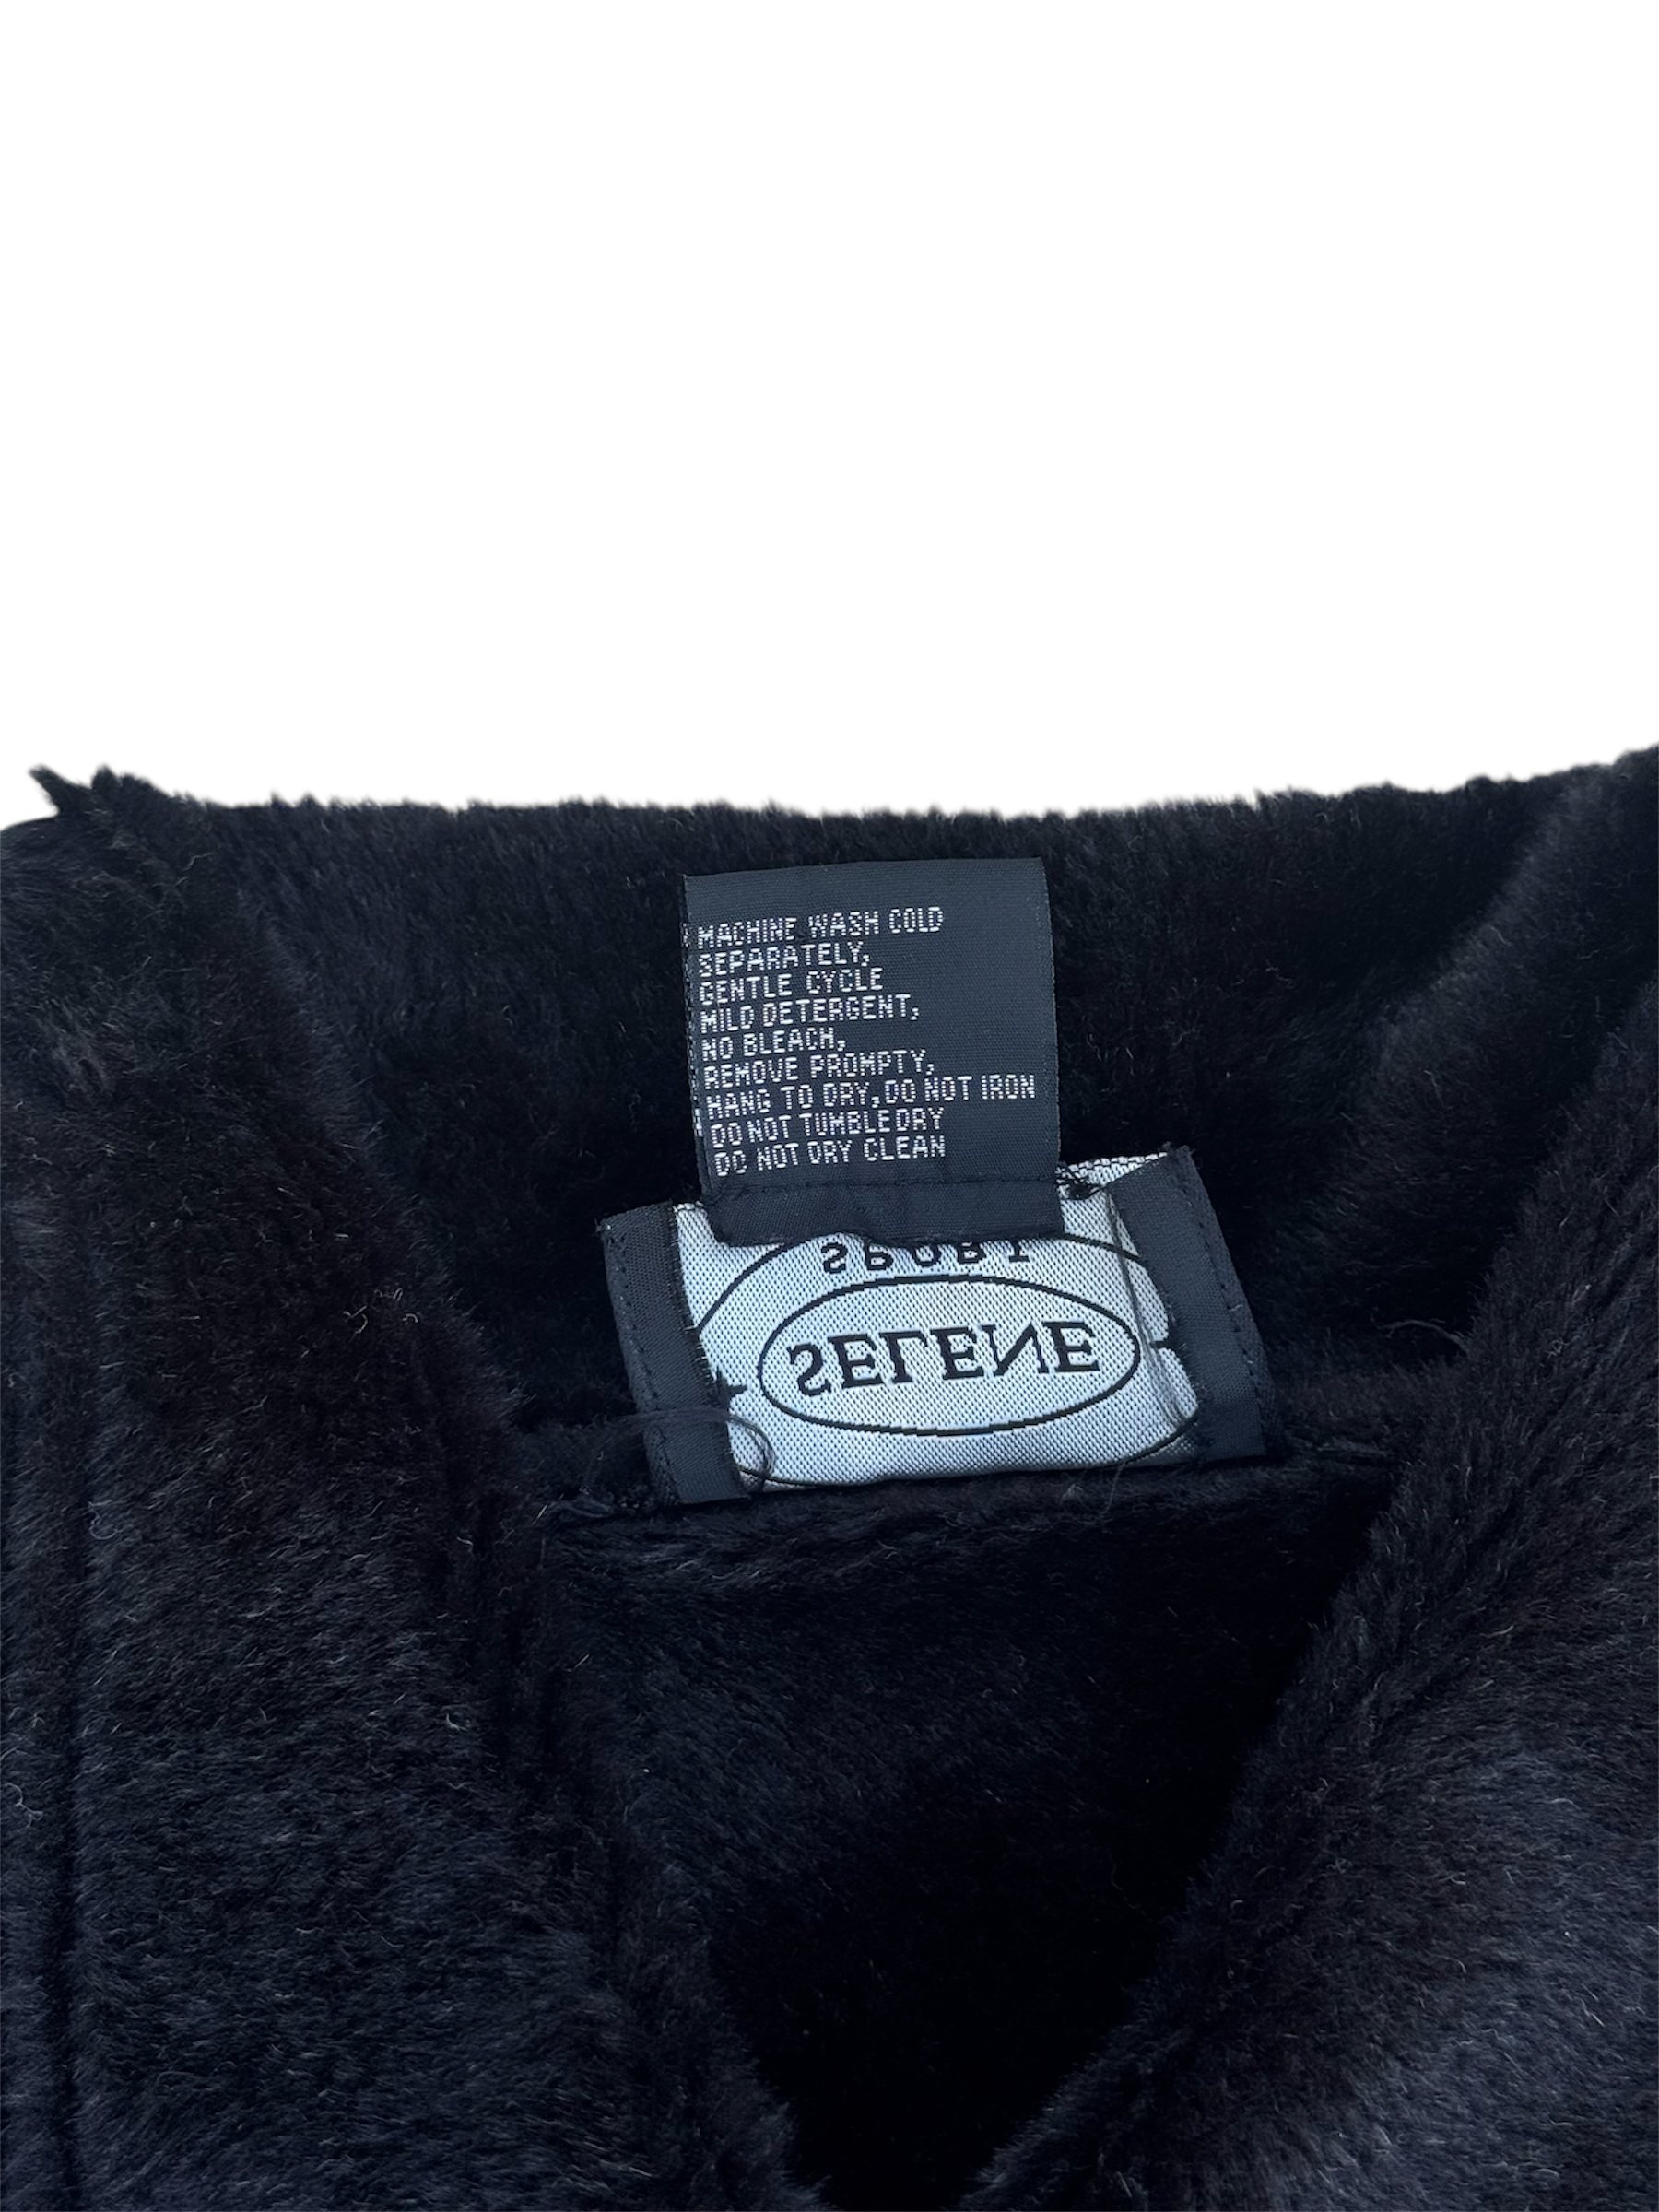 MACHINE WASH COLD
SEPARATELY,
GENTLE CYCLE
MILD DETERGENT,
NO BLEACH,
REMOVE PROMPTY,
HANG TO DRY, DO NOT IRON
DO NOT TUMBLE DRY
DO NOT DRY CLEAN
SPORT
SELENE